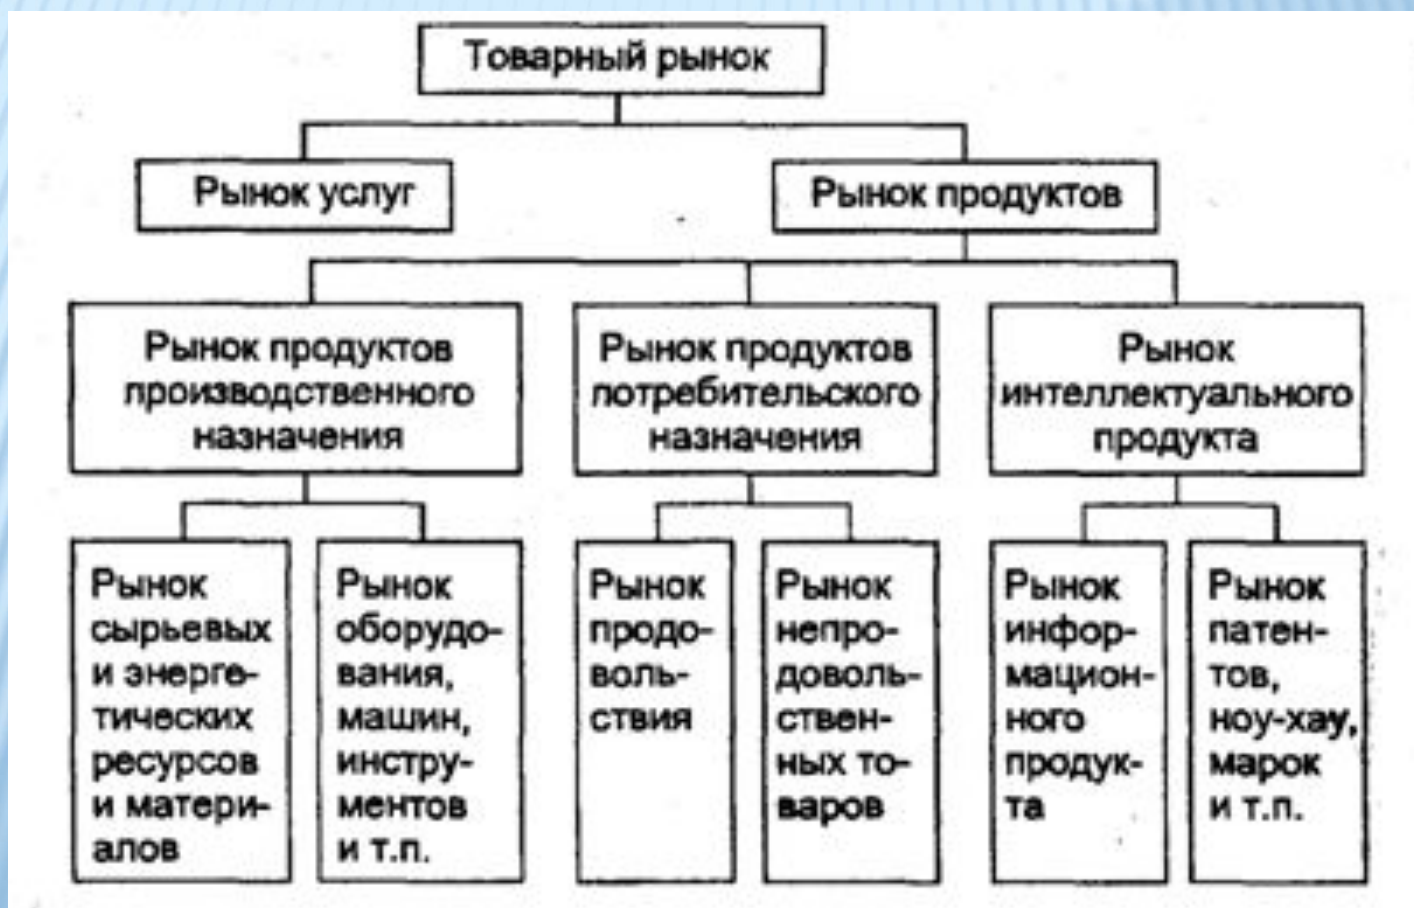 Товарный рынок
Рынок услуг
Рынок продуктов
Рынок продуктов
производственного
назначения
Рынок продуктов
потребительского
назначения
Рынок
интеллектуального
продукта
Рынок
сырьевых
и энерге-
тических
ресурсов
и матери-
алов
Рынок
оборудо-
вания,
машин,
инстру-
ментов
и т.п.
Рынок
продо-
воль-
ствия
Рынок
непро-
доволь-
ствен-
ных то-
варов
Рынок
инфор-
мацион-
ного
продук-
та
Рынок
патен-
тов,
ноу-хау,
марок
и т.п.